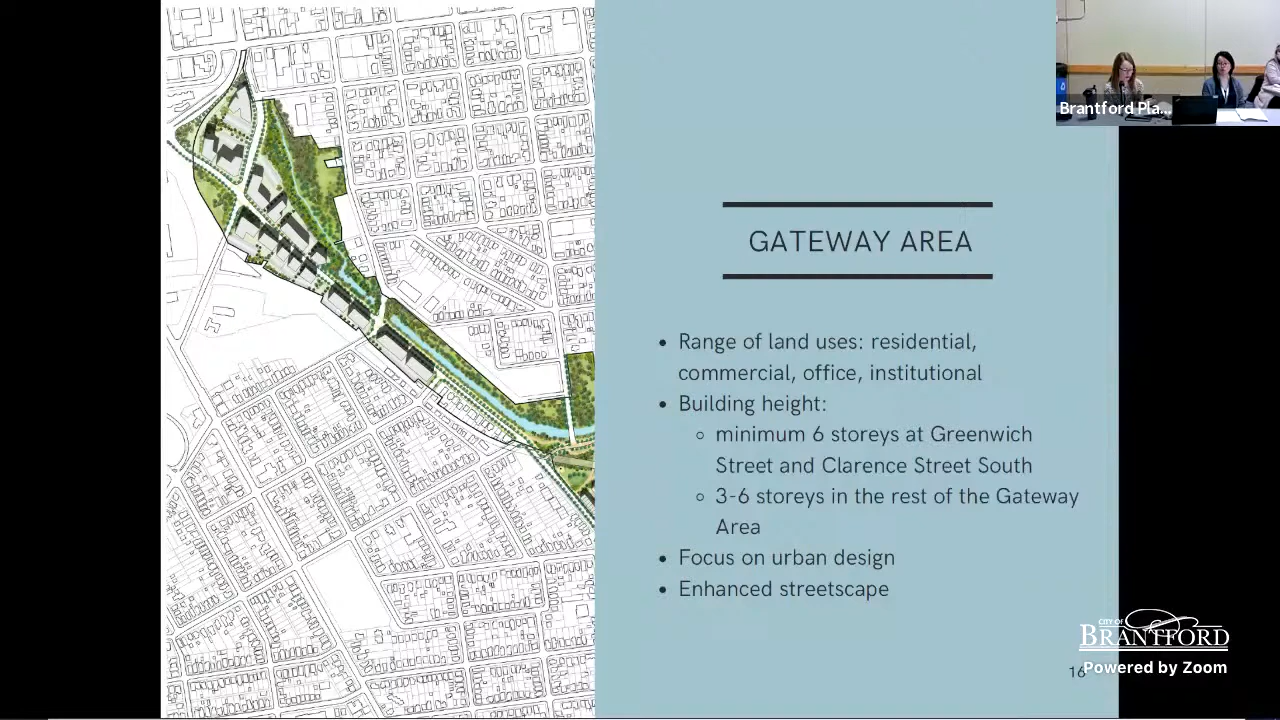 Brantford Pla...
GATEWAY AREA
• Range of land uses: residential,
commercial, office, institutional
• Building height:
◦ minimum 6 storeys at Greenwich
Street and Clarence Street South
◦ 3-6 storeys in the rest of the Gateway
Area
• Focus on urban design
• Enhanced streetscape
CITY OF
BRANTFORD
Powered by Zoom
16